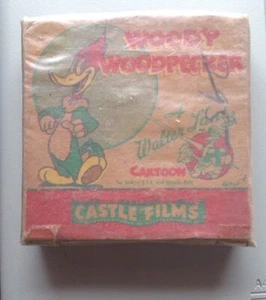 WOODY
WOODPECKER
A
Walter Lantz
CARTOON
CASTLE FILMS